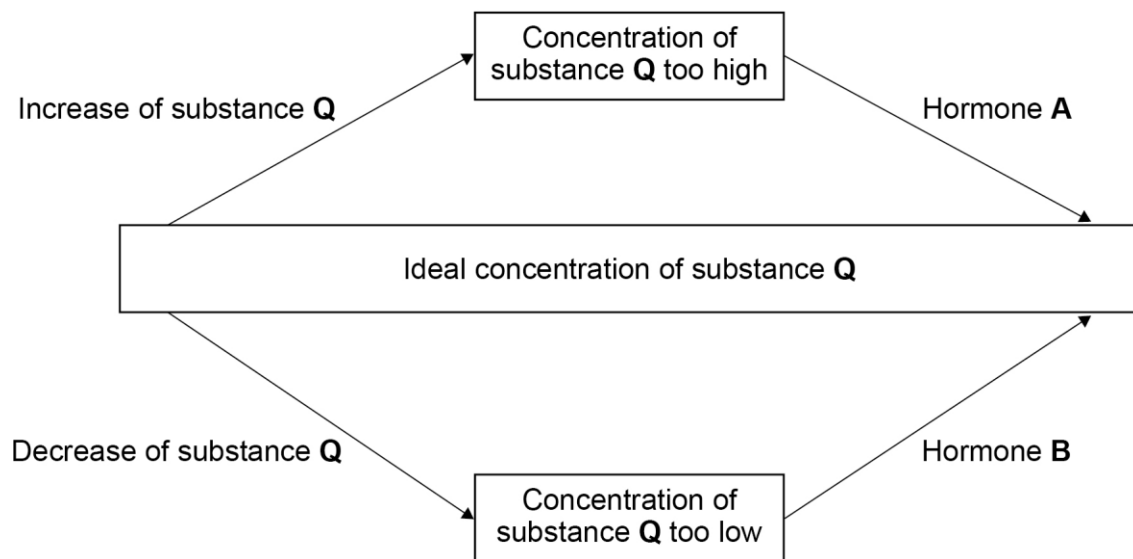 Concentration of
substance Q too high
Increase of substance Q
Hormone A
Ideal concentration of substance Q
Decrease of substance Q
Hormone B
Concentration of
substance Q too low